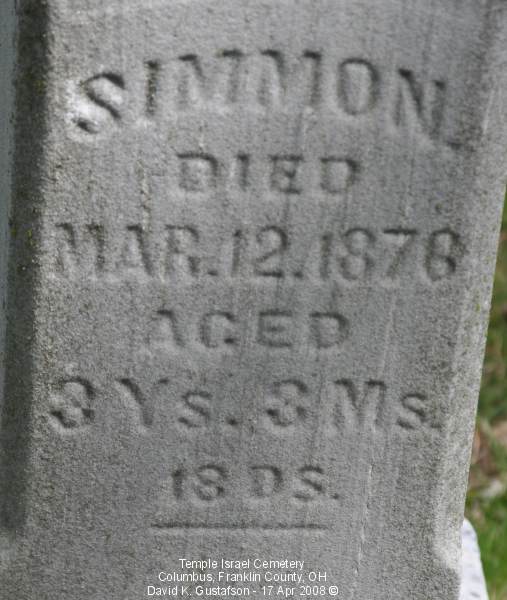 SIMMON.
DIED
MAR. 12. 1878
AGED
3 Ys. 3 Ms.
18 DS.
Temple Israel Cemetery
Columbus, Franklin County, OH
David K. Gustafson - 17 Apr 2008 ©